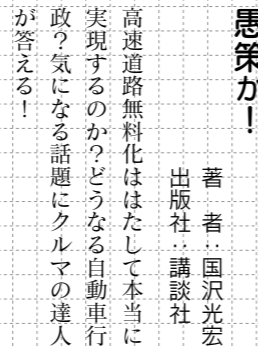 愚策か！
著　者：国沢光宏
出版社：講談社
高速道路無料化ははたして本当に
実現するのか？どうなる自動車行
政？気になる話題にクルマの達人
が答える！